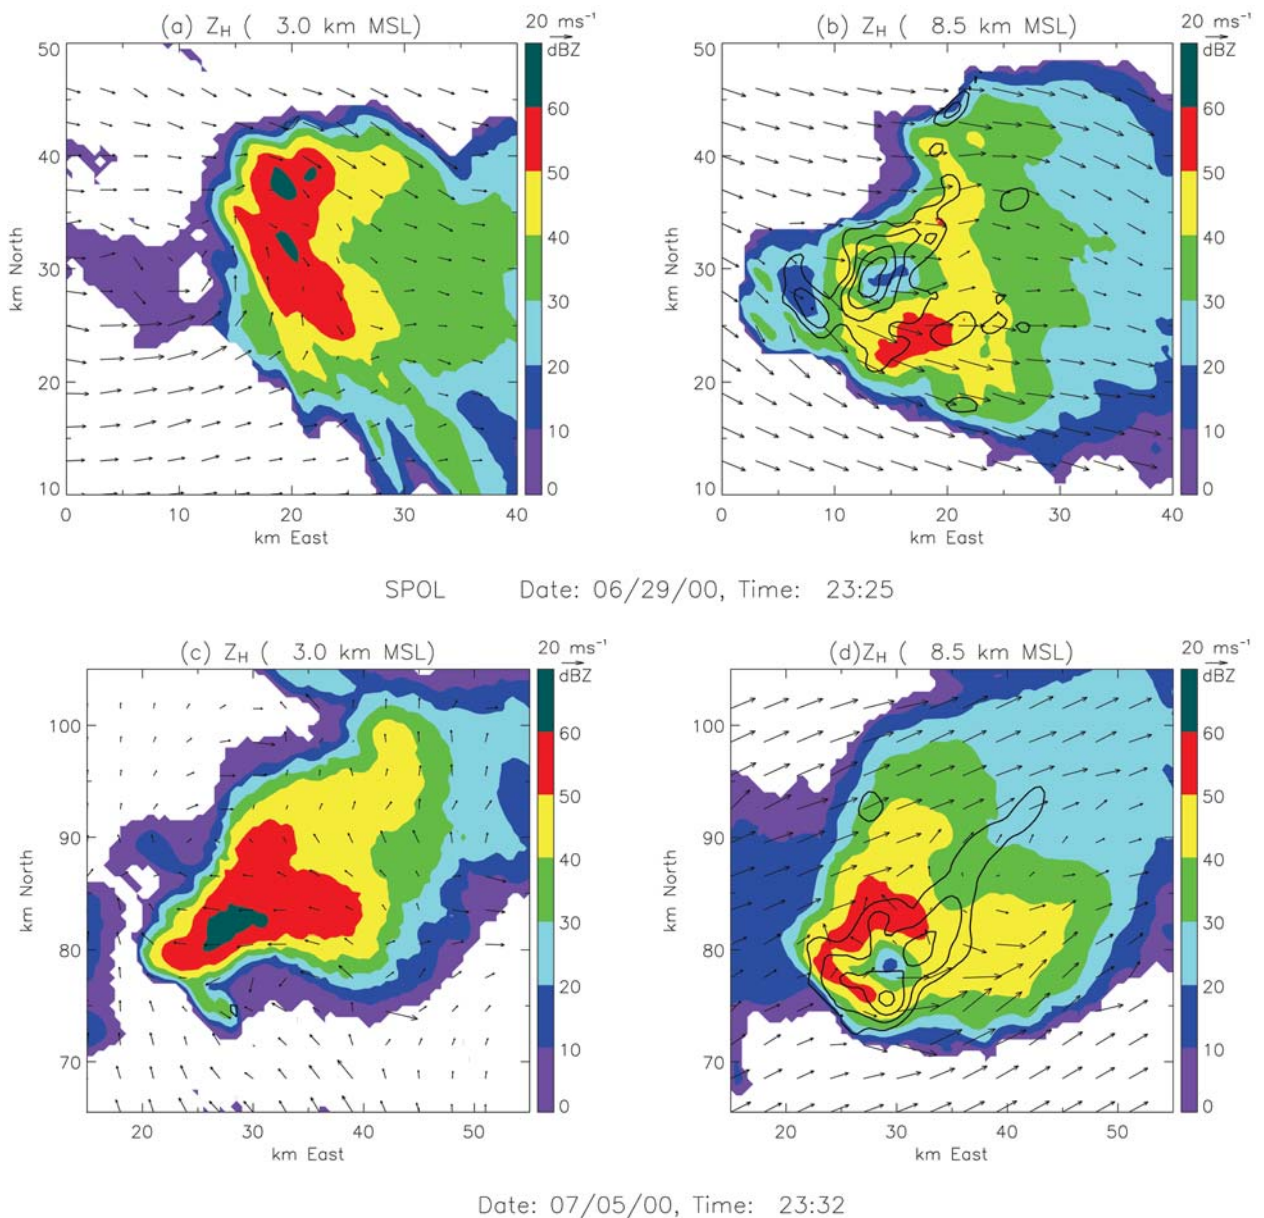 (a) Z_H ( 3.0 km MSL)
20 ms⁻¹
dBZ
(b) Z_H ( 8.5 km MSL)
20 ms⁻¹
dBZ
50
40
30
20
10
km North
60
50
40
30
20
10
0
50
40
30
20
10
km North
60
50
40
30
20
10
0
0 10 20 30 40
km East
0 10 20 30 40
km East
SPOL Date: 06/29/00, Time: 23:25
(c) Z_H ( 3.0 km MSL)
20 ms⁻¹
dBZ
(d)Z_H ( 8.5 km MSL)
20 ms⁻¹
dBZ
100
90
80
70
km North
60
50
40
30
20
10
0
100
90
80
70
km North
60
50
40
30
20
10
0
20 30 40 50
km East
20 30 40 50
km East
Date: 07/05/00, Time: 23:32